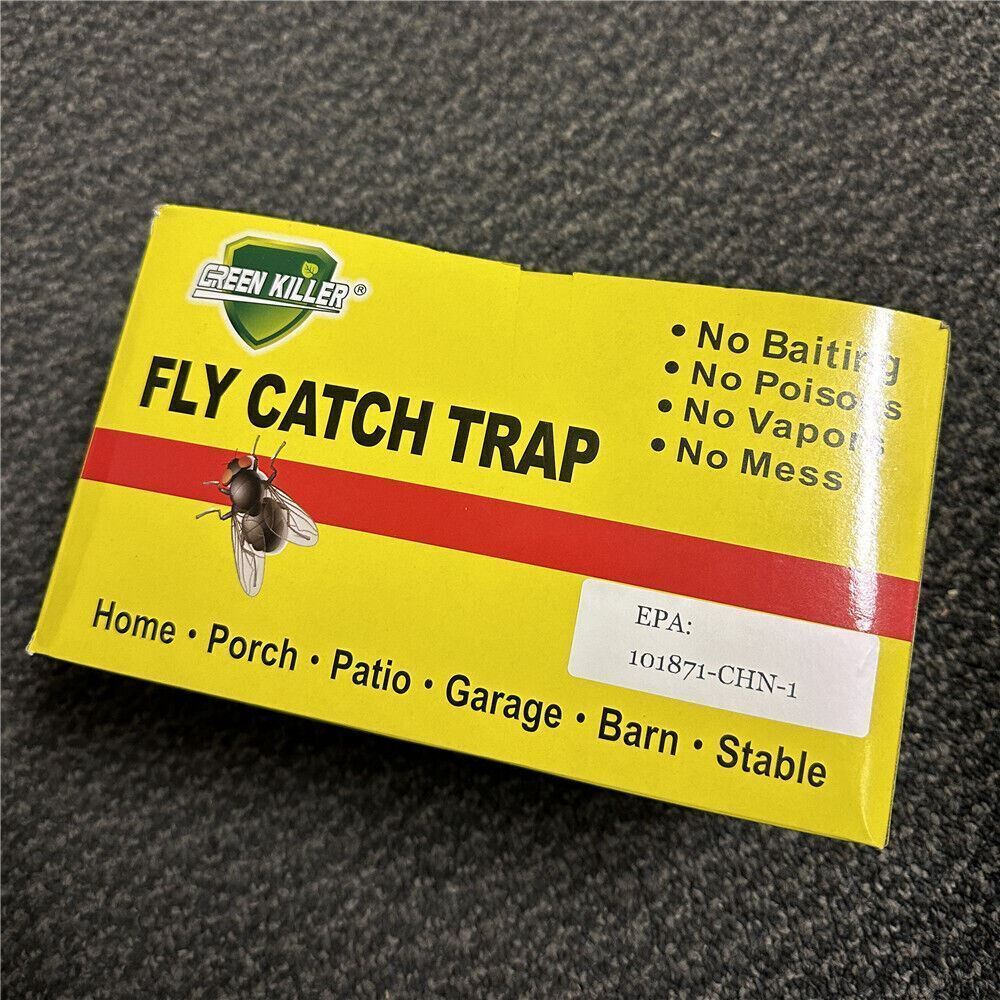 GREEN KILLER®
FLY CATCH TRAP
• No Baiting
• No Poisons
• No Vapors
• No Mess
EPA:
101871-CHN-1
Home • Porch • Patio • Garage • Barn • Stable